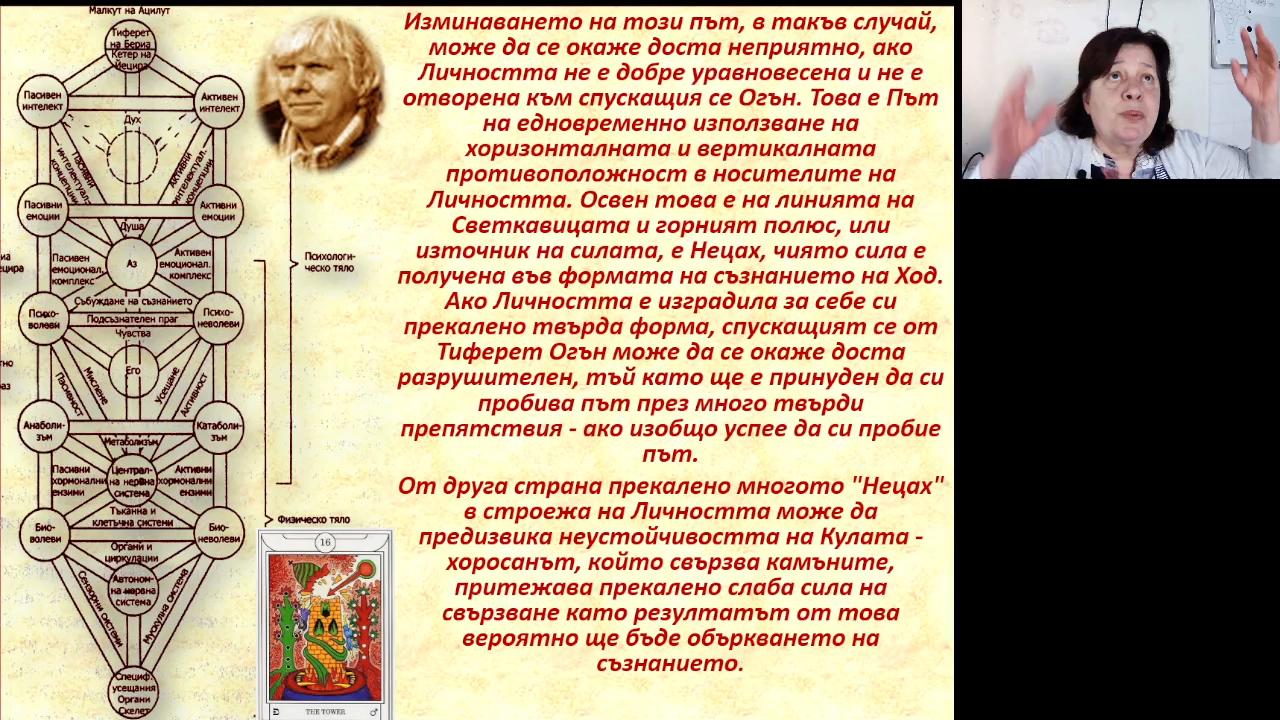 Малкут на Ацилут
Тиферет
на Бериа
Кетер на
Йецира
Пасивен
интелект
Активен
интелект
Дух
Пасивни
интелектуал.
концепции
Активни
интелектуал.
концепции
Пасивни
емоции
Активни
емоции
Душа
Пасивен
емоционал.
комплекс
Аз
Активен
емоционал.
комплекс
Психологи-
ческо тяло
Събуждане на съзнанието
Психо-
волеви
Подсъзнателен праг
Психо-
неволеви
Чувства
Его
Пасивност
Мислене
Усещане
Активност
Анаболи-
зъм
Катаболи-
зъм
Метаболизъм
Пасивни
хормонални
ензими
Централ-
на нервна
система
Активни
хормонални
ензими
Тъканна и
клетъчна системи
Физическо тяло
Био-
волеви
Био-
неволеви
Органи и
циркулации
Сензорни системи
Автоном-
на нервна
система
Мускулна система
Специф.
усещания
Органи
Скелет
16
THE TOWER
Изминаването на този път, в такъв случай,
може да се окаже доста неприятно, ако
Личността не е добре уравновесена и не е
отворена към спускащия се Огън. Това е Път
на едновременно използване на
хоризонталната и вертикалната
противоположност в носителите на
Личността. Освен това е на линията на
Светкавицата и горният полюс, или
източник на силата, е Нецах, чиято сила е
получена във формата на съзнанието на Ход.
Ако Личността е изградила за себе си
прекалено твърда форма, спускащият се от
Тиферет Огън може да се окаже доста
разрушителен, тъй като ще е принуден да си
пробива път през много твърди
препятствия - ако изобщо успее да си пробие
път.
От друга страна прекалено многото "Нецах"
в строежа на Личността може да
предизвика неустойчивостта на Кулата -
хоросанът, който свързва камъните,
притежава прекалено слаба сила на
свързване като резултатът от това
вероятно ще бъде объркването на
съзнанието.